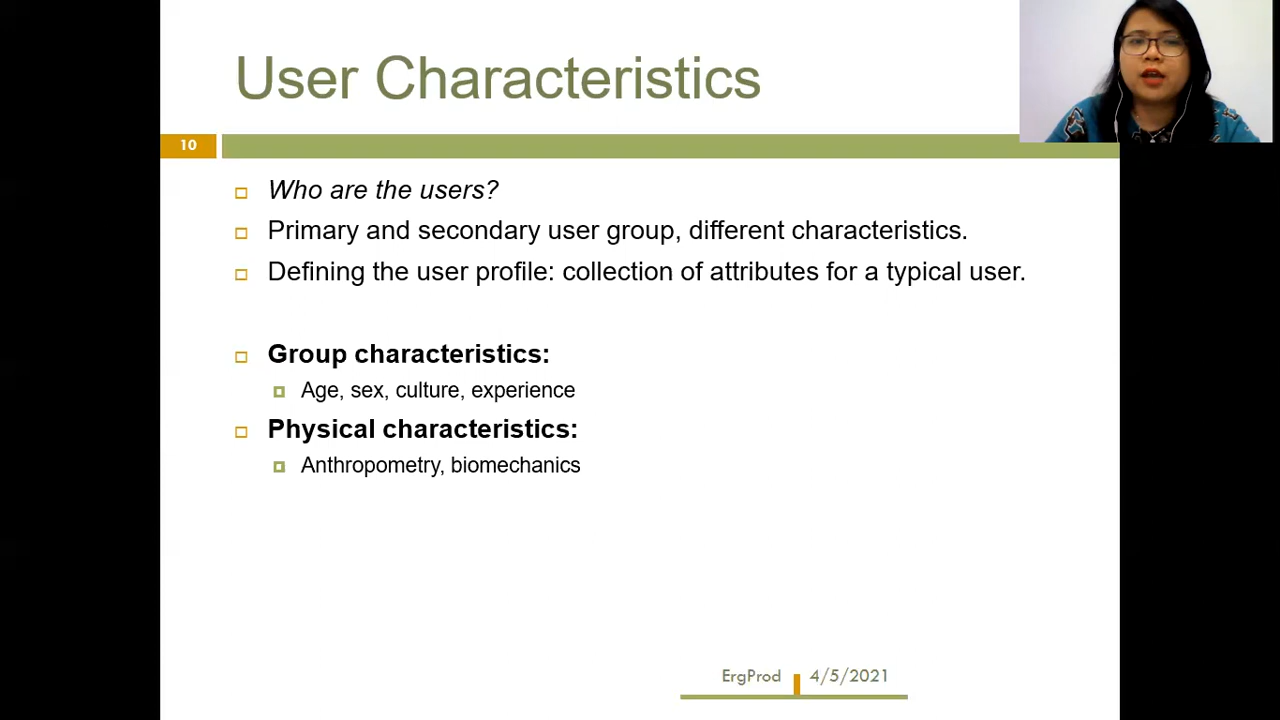 User Characteristics
10
Who are the users?
Primary and secondary user group, different characteristics.
Defining the user profile: collection of attributes for a typical user.
Group characteristics:
Age, sex, culture, experience
Physical characteristics:
Anthropometry, biomechanics
ErgProd 4/5/2021